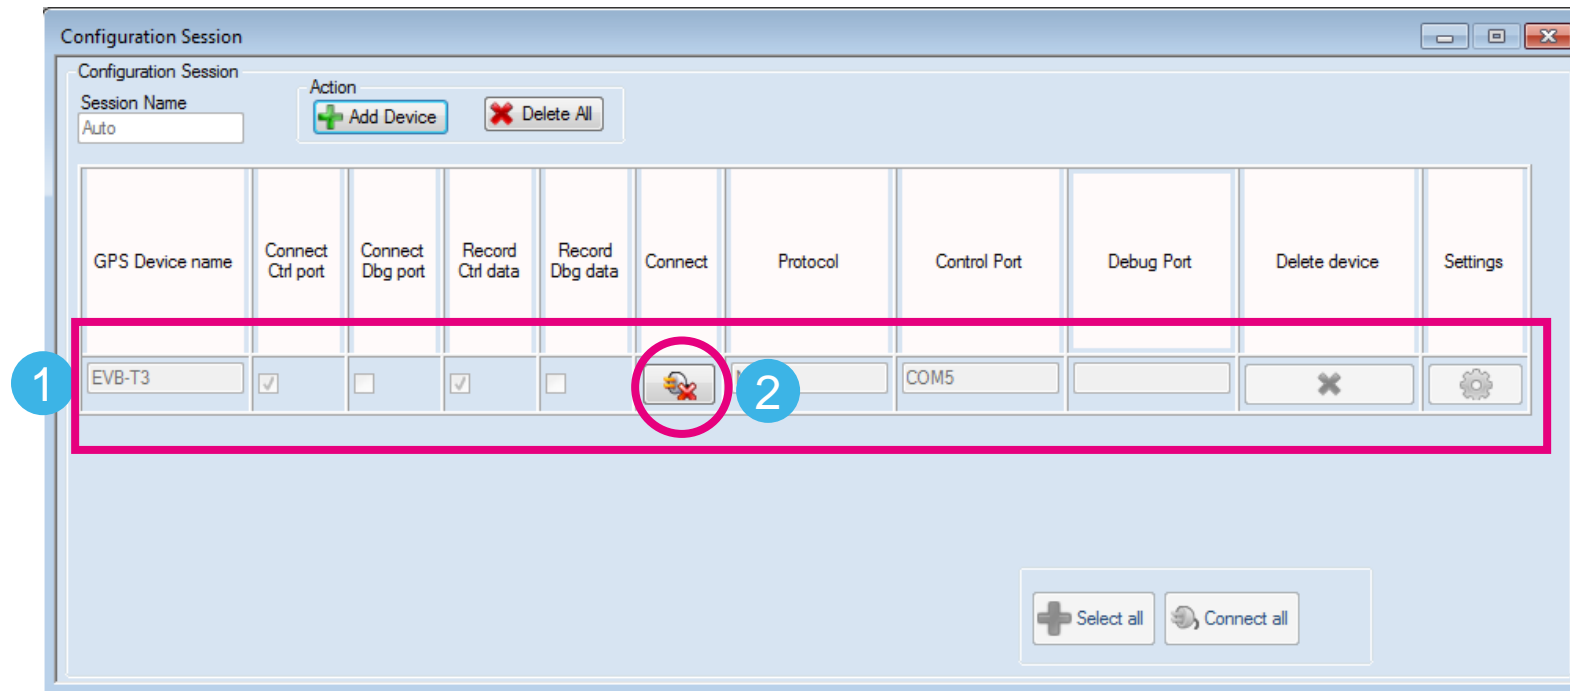 Configuration Session
Configuration Session
Session Name
Action
Auto
Add Device
Delete All
GPS Device name
Connect
Ctrl port
Connect
Dbg port
Record
Ctrl data
Record
Dbg data
Connect
Protocol
Control Port
Debug Port
Delete device
Settings
1
EVB-T3
2
COM5
Select all
Connect all